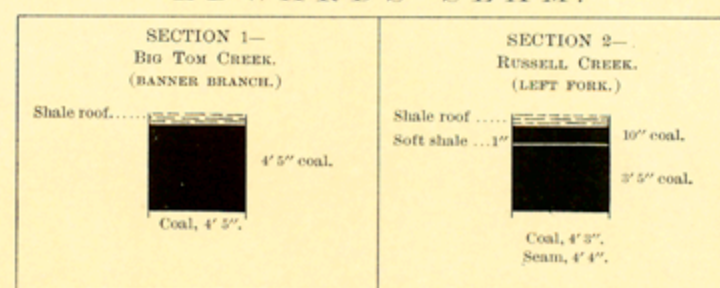 SECTION 1—
BIG TOM CREEK.
(BANNER BRANCH.)
Shale roof......
4' 5" coal.
Coal, 4' 5".
SECTION 2—
RUSSELL CREEK.
(LEFT FORK.)
Shale roof .....
Soft shale ...1"
10" coal.
3' 5" coal.
Coal, 4' 3".
Seam, 4' 4".